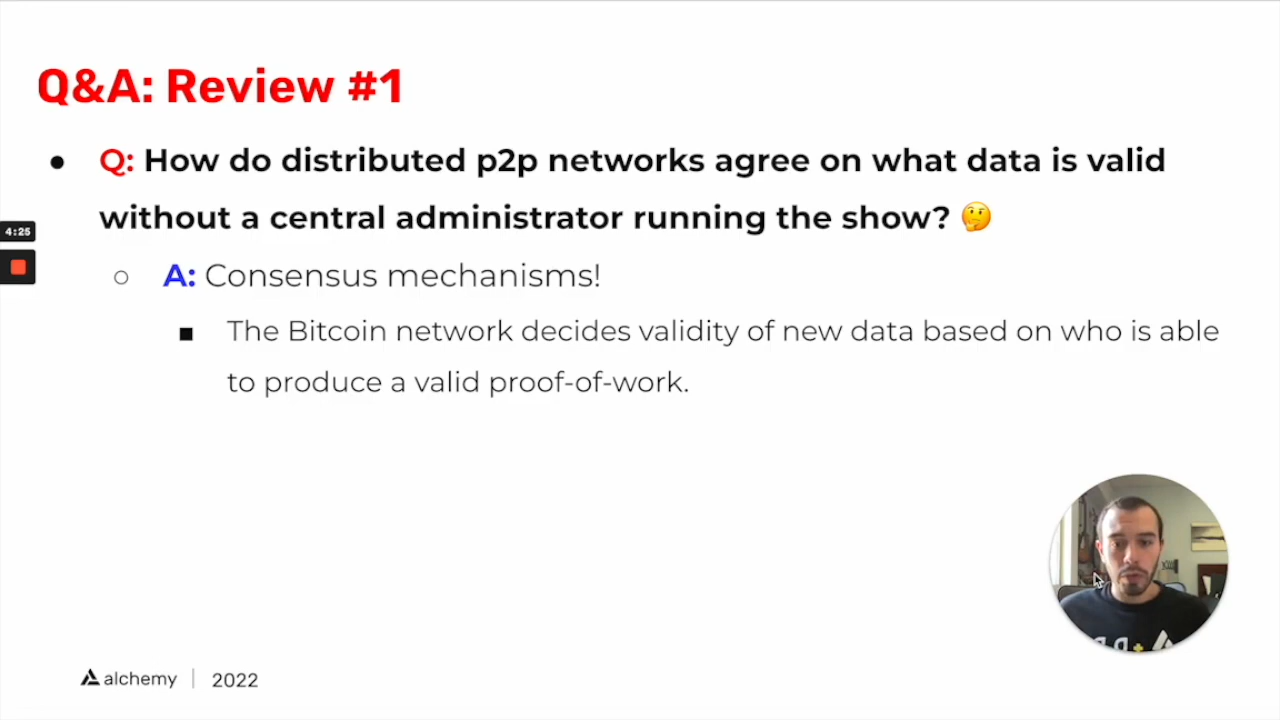 Q&A: Review #1
● Q: How do distributed p2p networks agree on what data is valid
without a central administrator running the show? 🤔
○ A: Consensus mechanisms!
■ The Bitcoin network decides validity of new data based on who is able
to produce a valid proof-of-work.
4:25
alchemy | 2022